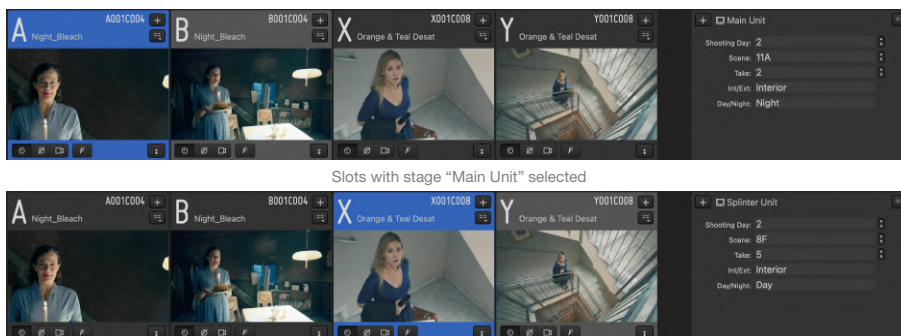 A
A001C004 +
Night_Bleach
B
B001C004 +
Night_Bleach
X
X001C008 +
Orange & Teal Desat
Y
Y001C008 +
Orange & Teal Desat
F
F
F
F
+ Main Unit
Shooting Day: 2
Scene: 11A
Take: 2
Int/Ext: Interior
Day/Night: Night
Slots with stage “Main Unit” selected
A
A001C004 +
Night_Bleach
B
B001C004 +
Night_Bleach
X
X001C008 +
Orange & Teal Desat
Y
Y001C008 +
Orange & Teal Desat
F
F
F
F
+ Splinter Unit
Shooting Day: 2
Scene: 8F
Take: 5
Int/Ext: Interior
Day/Night: Day